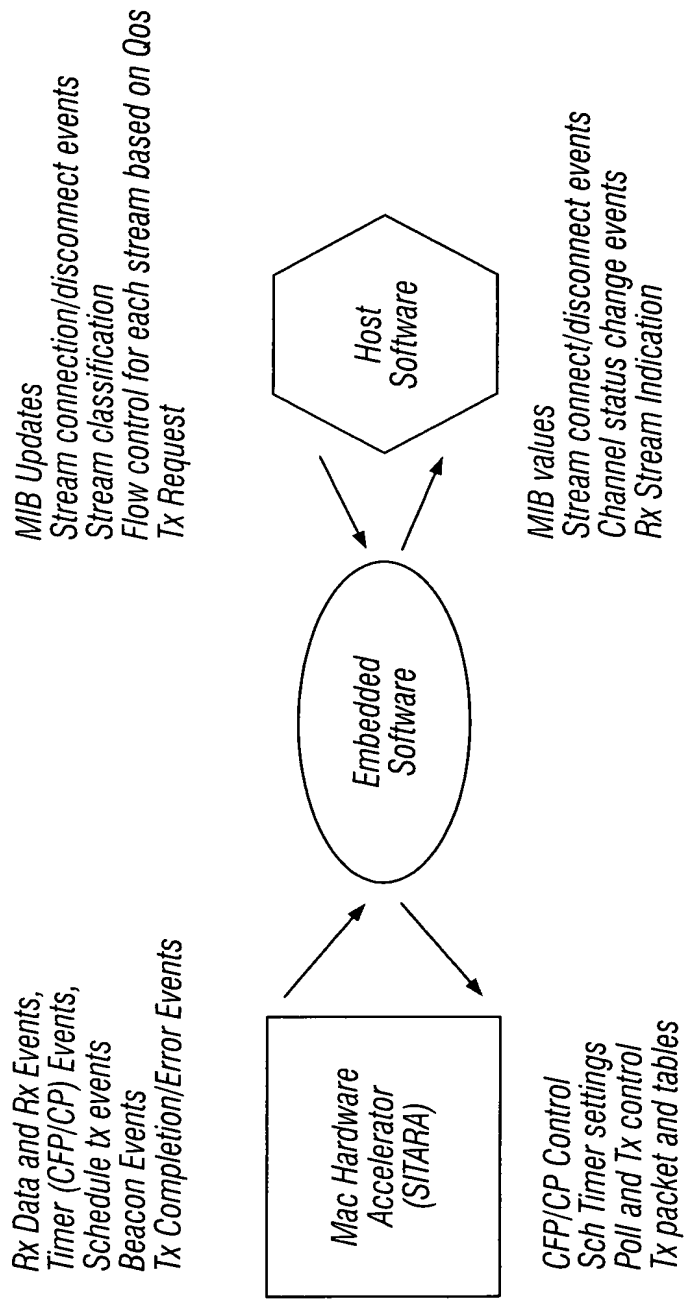 Rx Data and Rx Events,
Timer (CFP/CP) Events,
Schedule tx events
Beacon Events
Tx Completion/Error Events
MIB Updates
Stream connection/disconnect events
Stream classification
Flow control for each stream based on Qos
Tx Request
Mac Hardware
Accelerator
(SITARA)
Embedded
Software
Host
Software
CFP/CP Control
Sch Timer settings
Poll and Tx control
Tx packet and tables
MIB values
Stream connect/disconnect events
Channel status change events
Rx Stream Indication